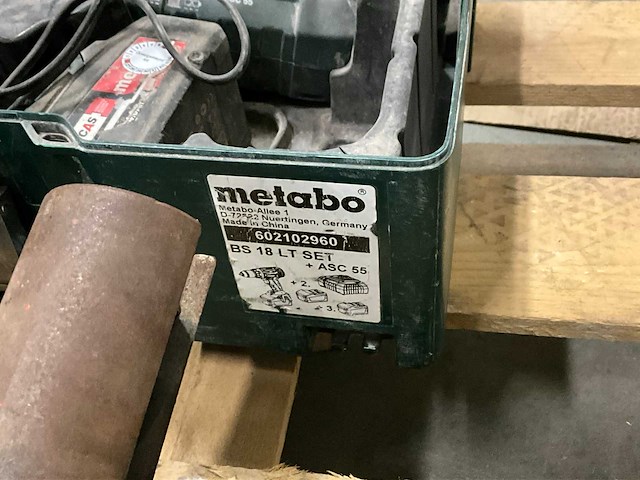 CAS
metabo®
Metabo-Allee 1
D-72622 Nuertingen, Germany
Made in China
602102960
BS 18 LT SET
+ ASC 55
+ 2.
+ 3.